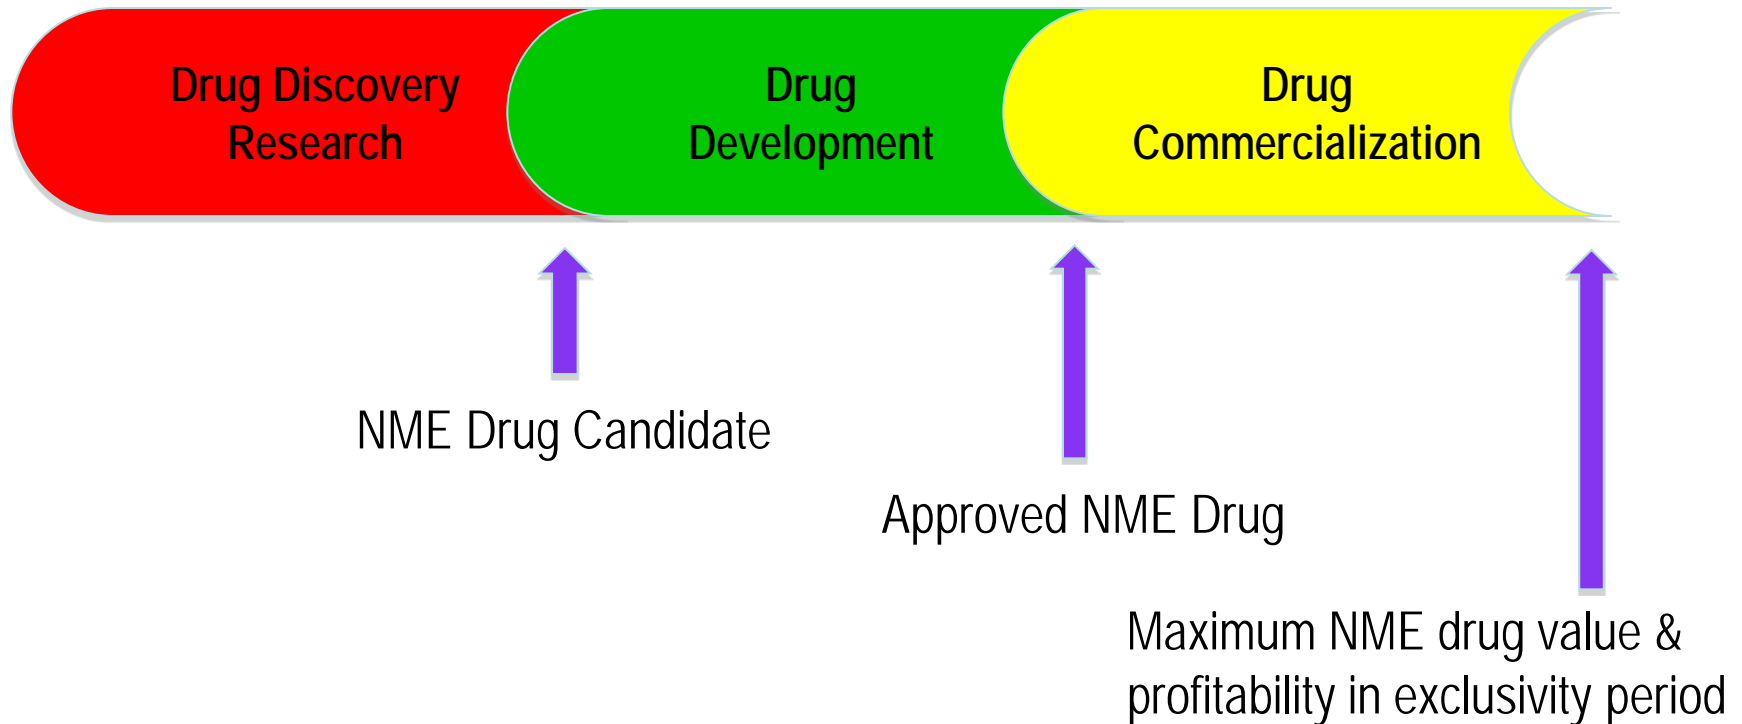 Drug Discovery
Research
Drug
Development
Drug
Commercialization
NME Drug Candidate
Approved NME Drug
Maximum NME drug value &
profitability in exclusivity period